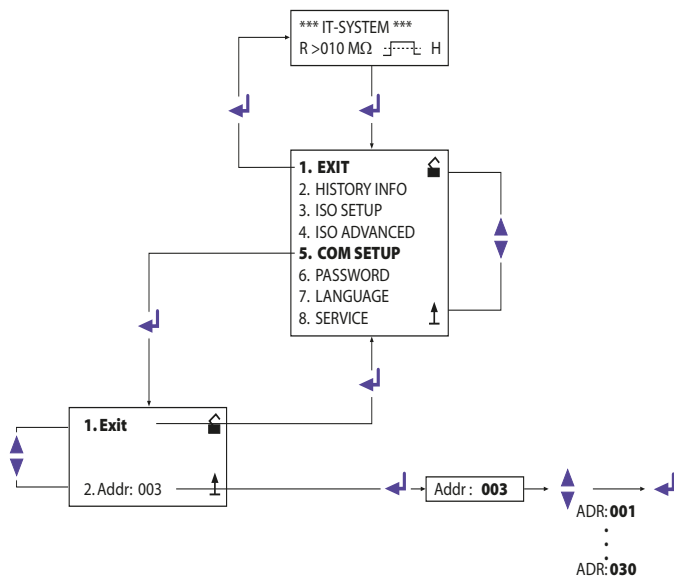 *** IT-SYSTEM ***
R >010 MΩ H
1. EXIT
2. HISTORY INFO
3. ISO SETUP
4. ISO ADVANCED
5. COM SETUP
6. PASSWORD
7. LANGUAGE
8. SERVICE
1. Exit
2. Addr: 003
Addr : 003
ADR: 001
ADR: 030